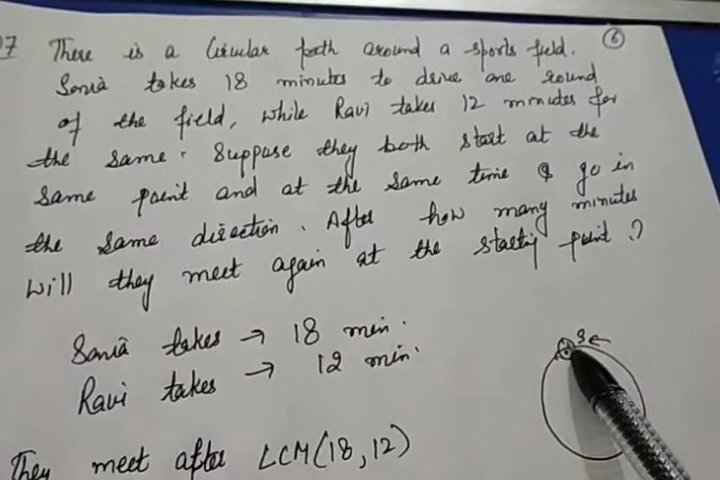 7 There is a Circular path around a sports field. 6
Sonia takes 18 minutes to drive one round
of the field, while Ravi takes 12 minutes for
the same. Suppose they both start at the
same point and at the same time & go in
the same direction. After how many minutes
will they meet again at the starting point?
Sonia takes → 18 min.
Ravi takes → 12 min.
S ←
They meet after LCM(18,12)